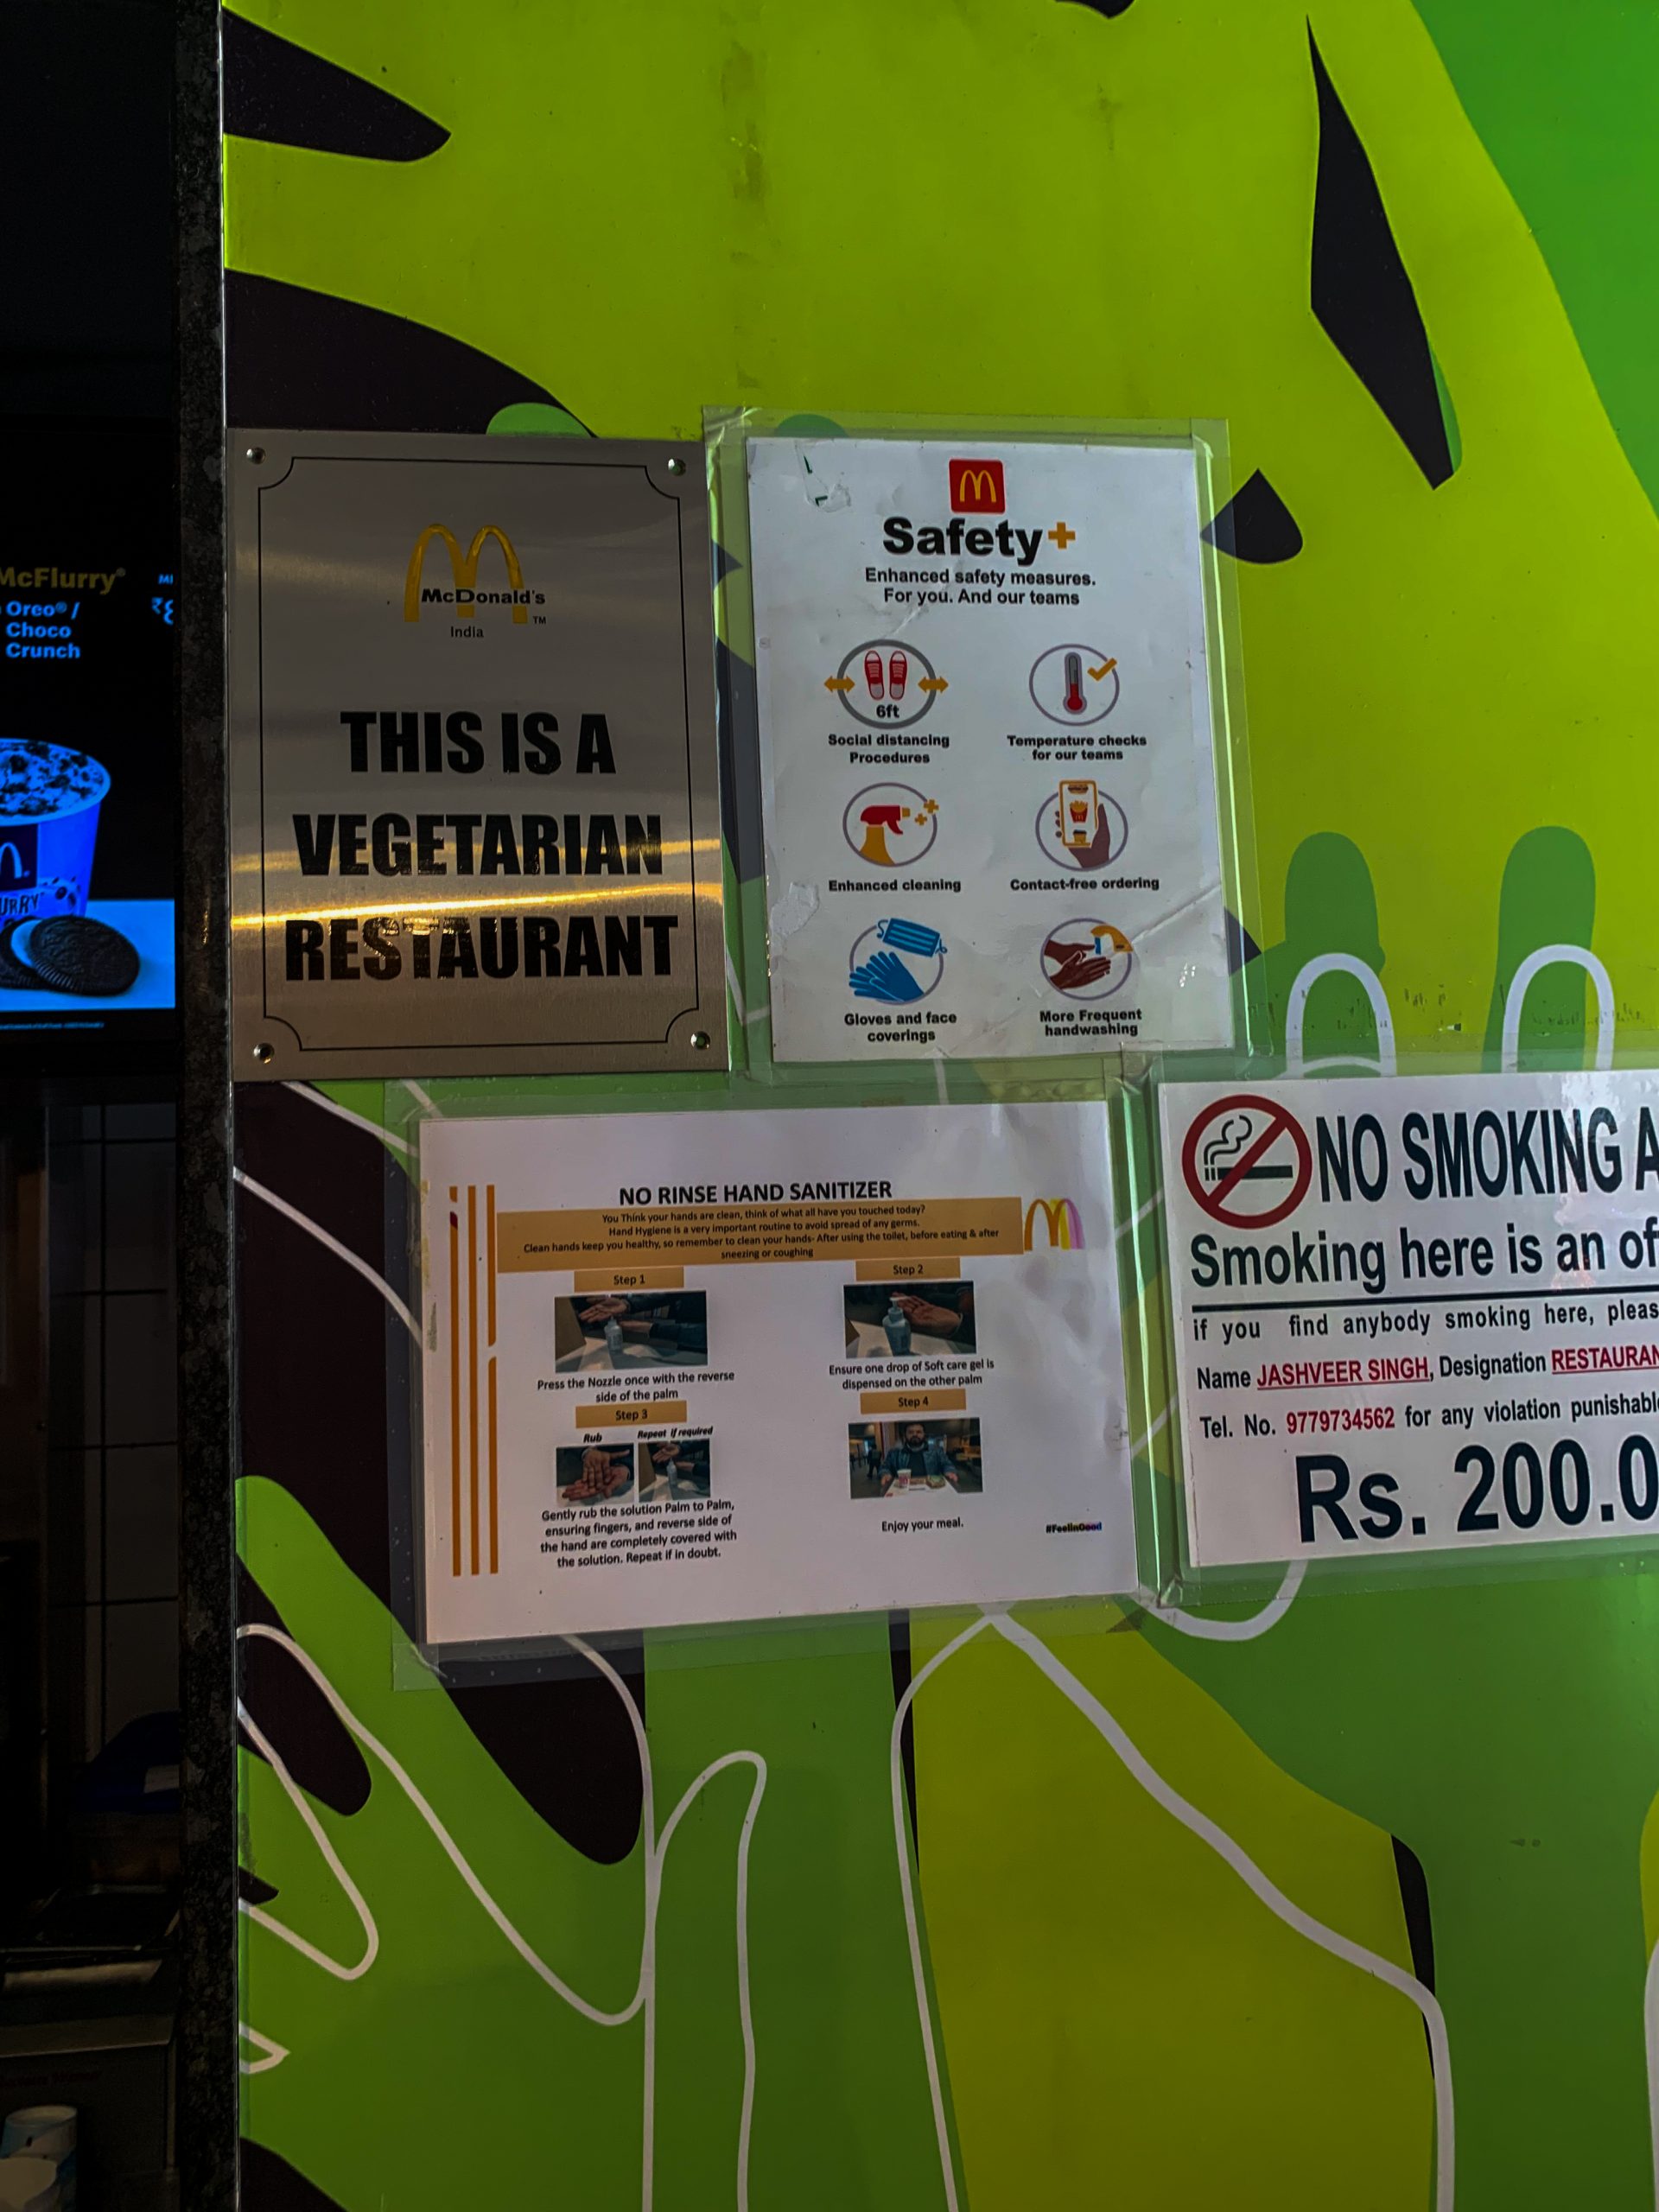 McFlurry®
Oreo® /
Choco
Crunch
McDonald's
TM
India
THIS IS A
VEGETARIAN
RESTAURANT
Safety+
Enhanced safety measures.
For you. And our teams
6ft
Social distancing
Procedures
Temperature checks
for our teams
Enhanced cleaning
Contact-free ordering
Gloves and face
coverings
More Frequent
handwashing
NO RINSE HAND SANITIZER
You Think your hands are clean, think of what all have you touched today?
Hand Hygiene is a very important routine to avoid spread of any germs.
Clean hands keep you healthy, so remember to clean your hands- After using the toilet, before eating & after
sneezing or coughing
Step 1
Press the Nozzle once with the reverse
side of the palm
Step 2
Ensure one drop of Soft care gel is
dispensed on the other palm
Step 3
Rub
Repeat if required
Gently rub the solution Palm to Palm,
ensuring fingers, and reverse side of
the hand are completely covered with
the solution. Repeat if in doubt.
Step 4
Enjoy your meal.
#FeelinGood
NO SMOKING A
Smoking here is an of
if you find anybody smoking here, pleas
Name JASHVEER SINGH, Designation RESTAURAN
Tel. No. 9779734562 for any violation punishable
Rs. 200.0